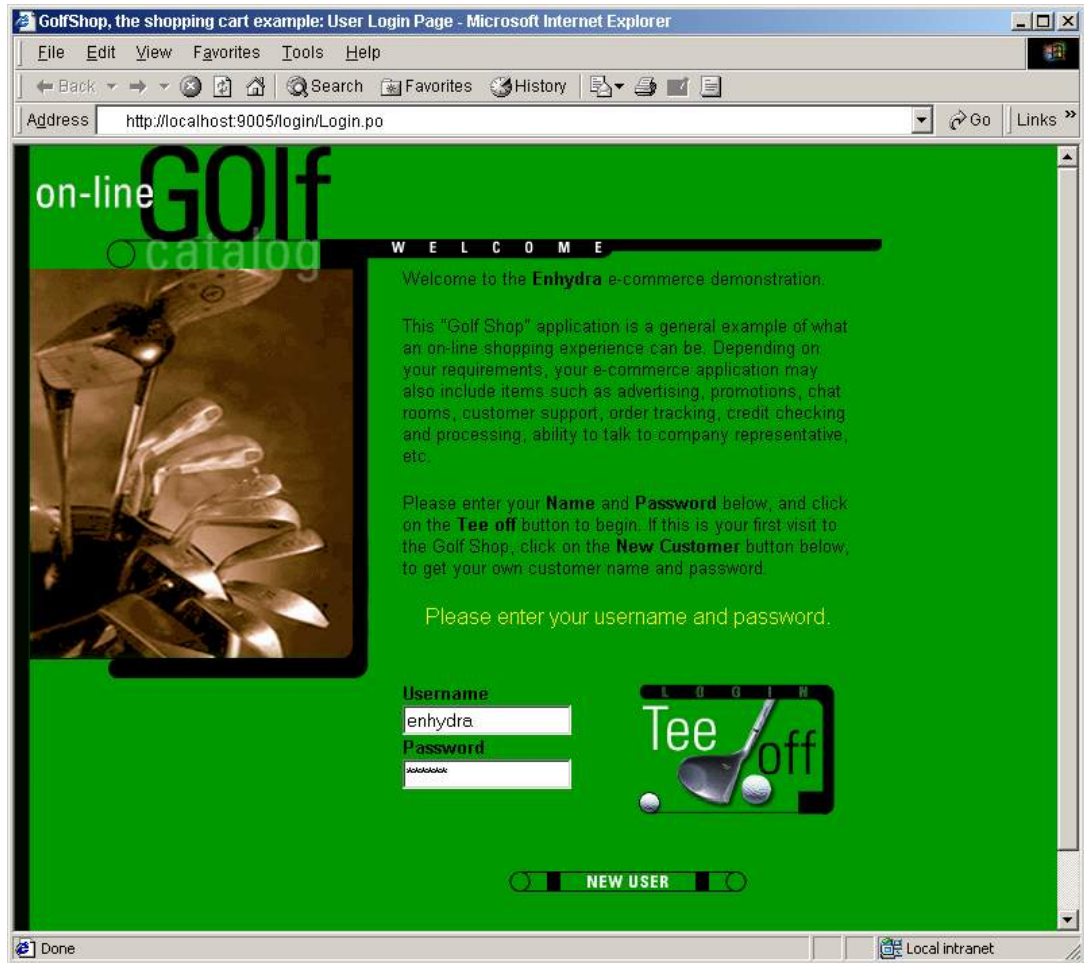 GolfShop, the shopping cart example: User Login Page - Microsoft Internet Explorer
File Edit View Favorites Tools Help
Back Search Favorites History
Address http://localhost:9005/login/Login.po Go Links »
on-line GOlf
catalog
WELCOME
Welcome to the Enhydra e-commerce demonstration.
This "Golf Shop" application is a general example of what
an on-line shopping experience can be. Depending on
your requirements, your e-commerce application may
also include items such as advertising, promotions, chat
rooms, customer support, order tracking, credit checking
and processing, ability to talk to company representative,
etc.
Please enter your Name and Password below, and click
on the Tee off button to begin. If this is your first visit to
the Golf Shop, click on the New Customer button below,
to get your own customer name and password.
Please enter your username and password.
Username
enhydra
Password
*******
LOGIN
Tee
off
NEW USER
Done Local intranet